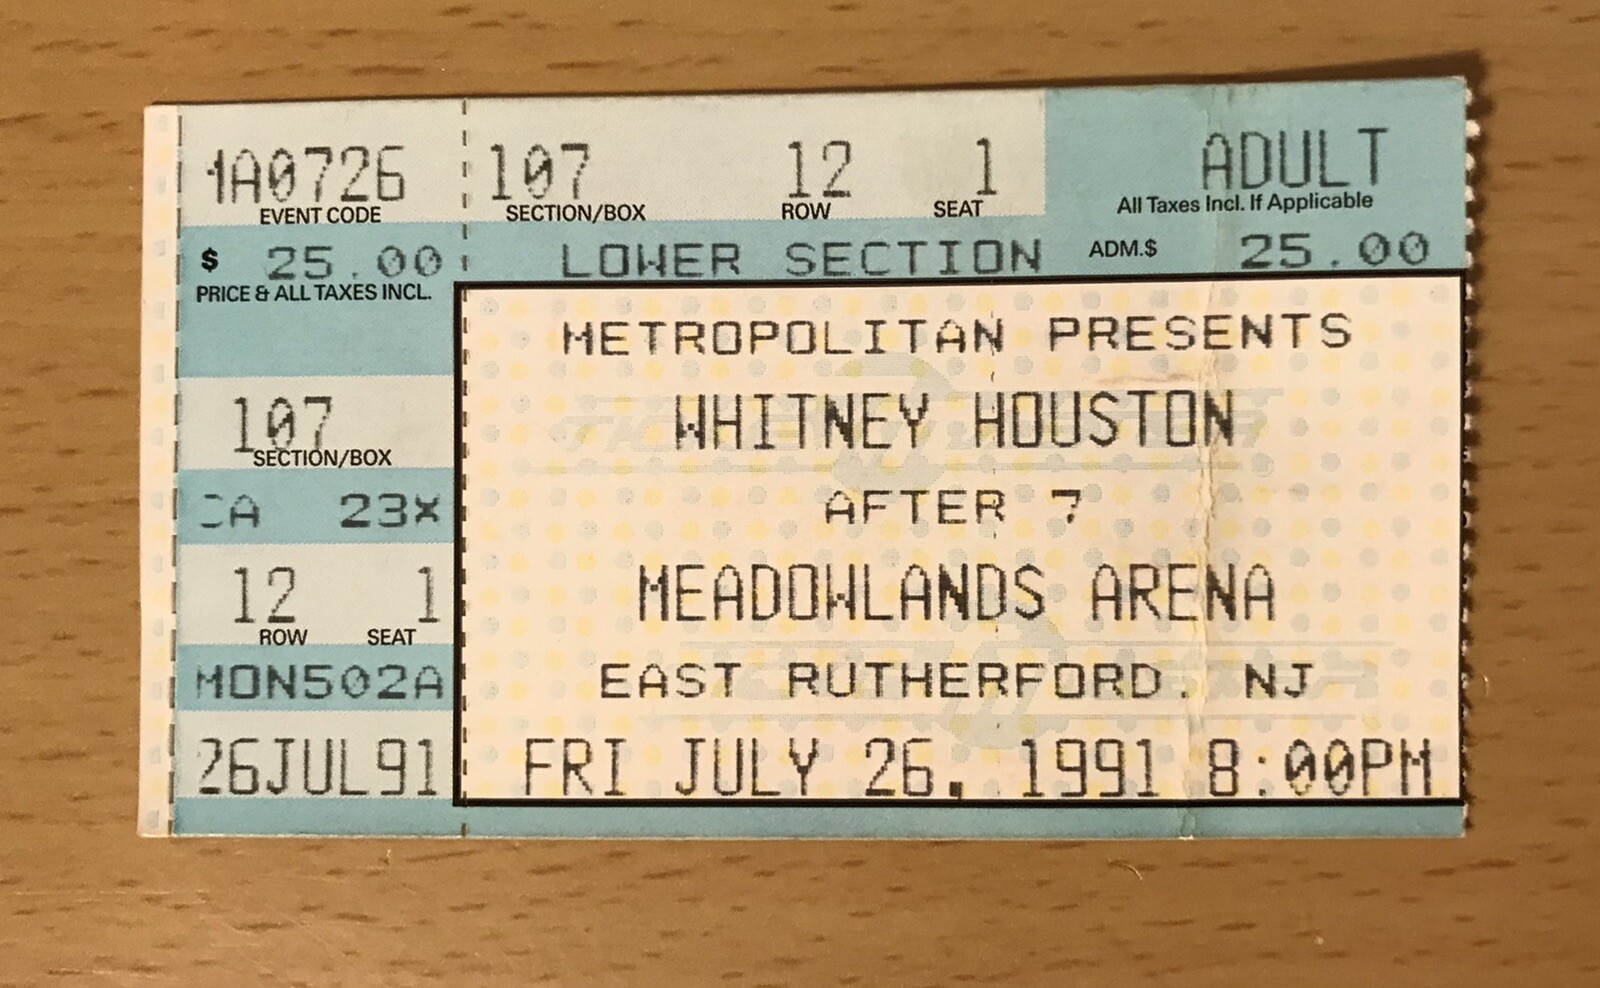 MA0726 107 12 1 ADULT
EVENT CODE SECTION/BOX ROW SEAT All Taxes Incl. If Applicable
$ 25.00 LOWER SECTION ADM.$ 25.00
PRICE & ALL TAXES INCL.
METROPOLITAN PRESENTS
107 WHITNEY HOUSTON
SECTION/BOX
CA 23X AFTER 7
12 1 MEADOWLANDS ARENA
ROW SEAT
MON502A EAST RUTHERFORD. NJ
26JUL91 FRI JULY 26, 1991 8:00PM